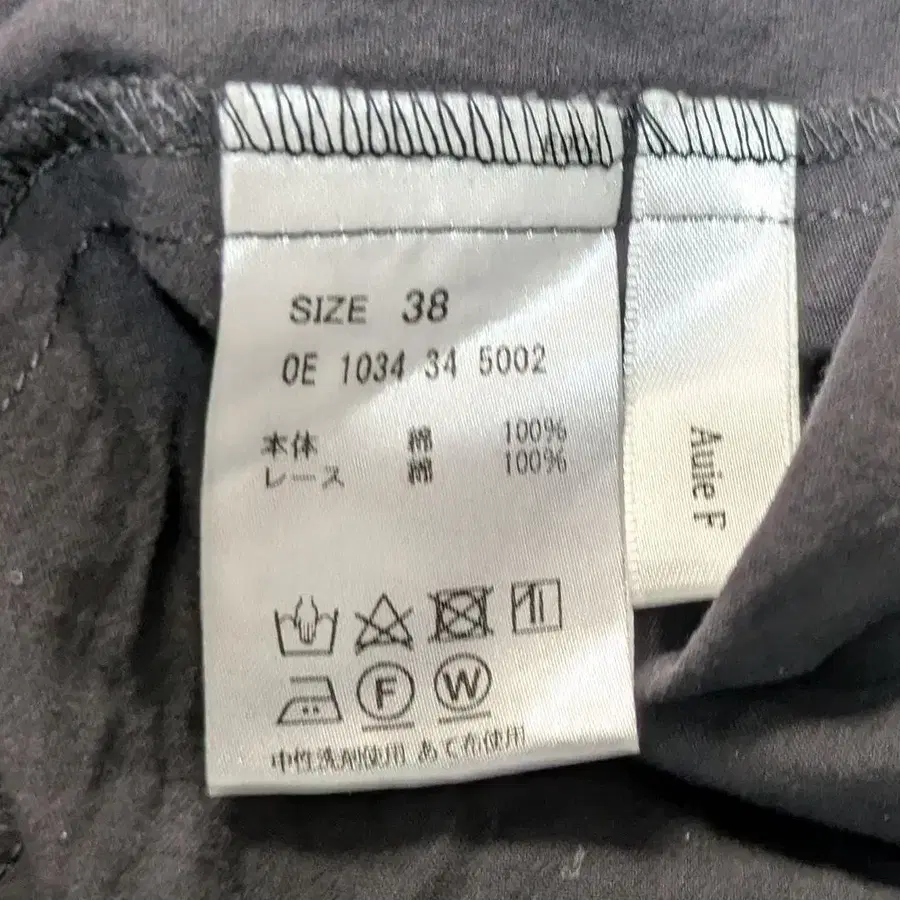 SIZE 38
OE 1034 34 5002
本体 綿 100%
レース 綿 100%
F W
中性洗剤使用 あて布使用
Auie F